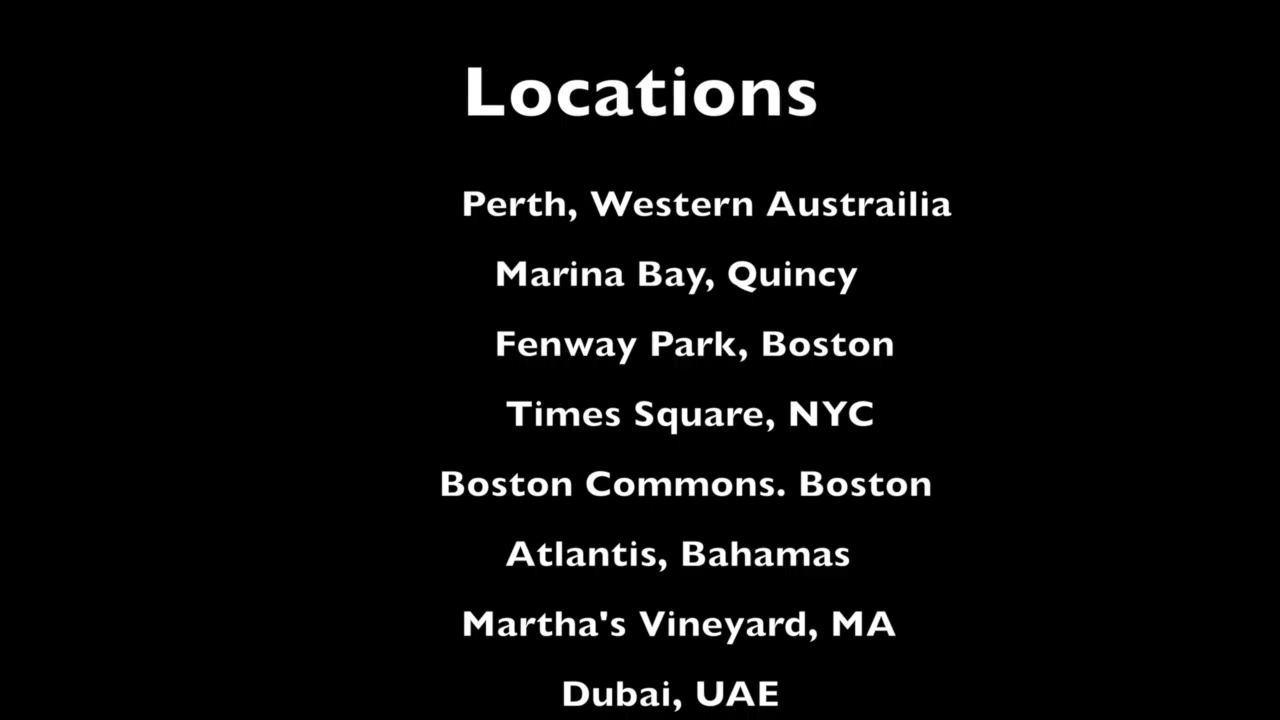 Locations
Perth, Western Austrailia
Marina Bay, Quincy
Fenway Park, Boston
Times Square, NYC
Boston Commons. Boston
Atlantis, Bahamas
Martha's Vineyard, MA
Dubai, UAE